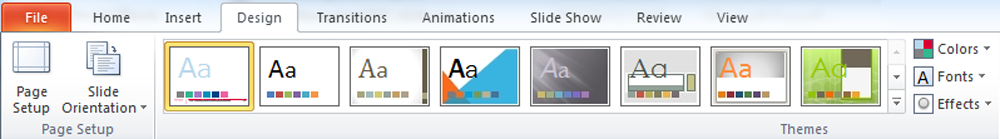 File Home Insert Design Transitions Animations Slide Show Review View
Page Setup
Slide Orientation
Aa Aa Aa Aa Aa Aa Aa Aa
Colors
Fonts
Effects
Page Setup
Themes